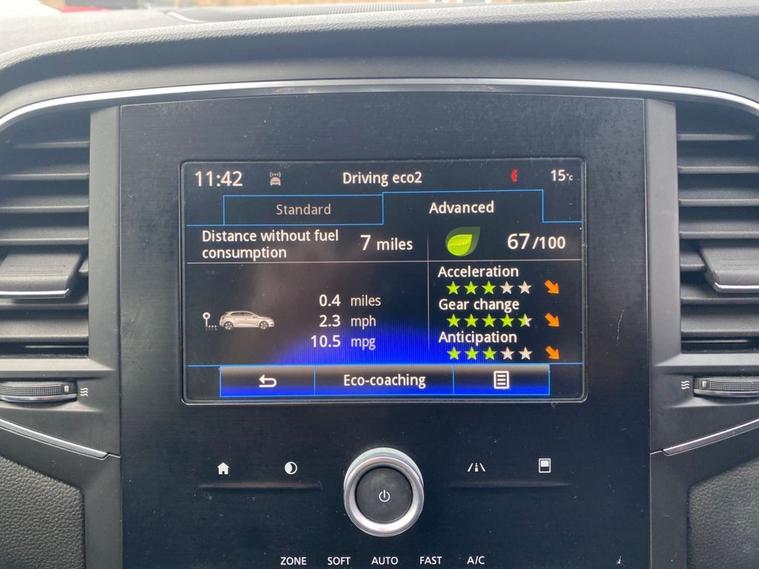 11:42 Driving eco2 15°c
Standard Advanced
Distance without fuel consumption 7 miles 67/100
Acceleration
0.4 miles
Gear change
2.3 mph
10.5 mpg
Anticipation
Eco-coaching
ZONE SOFT AUTO FAST A/C